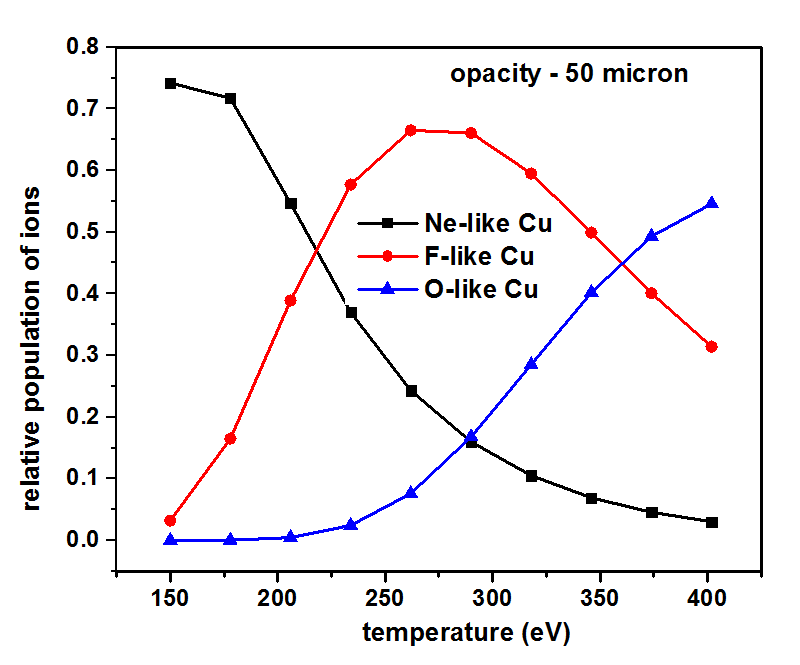 opacity - 50 micron
0.8
0.7
0.6
0.5
0.4
0.3
0.2
0.1
0.0
relative population of ions
Ne-like Cu
F-like Cu
O-like Cu
150 200 250 300 350 400
temperature (eV)